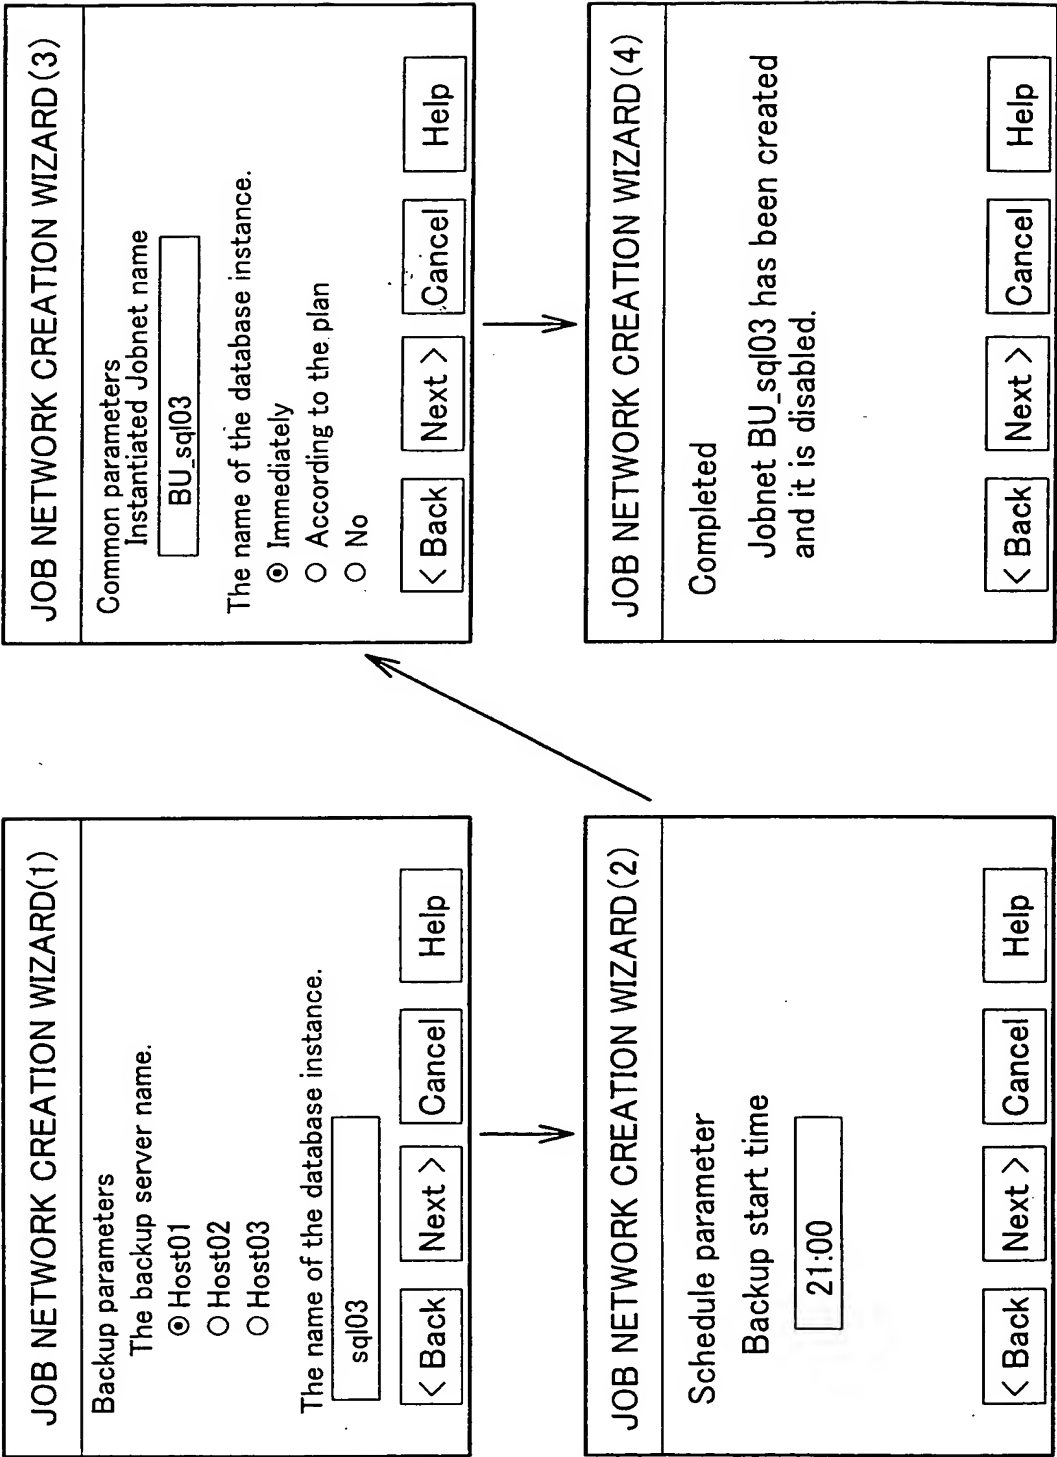 JOB NETWORK CREATION WIZARD(1)
Backup parameters
The backup server name.
Host01
Host02
Host03
The name of the database instance.
sql03
< Back
Next >
Cancel
Help
JOB NETWORK CREATION WIZARD(2)
Schedule parameter
Backup start time
21:00
< Back
Next >
Cancel
Help
JOB NETWORK CREATION WIZARD(3)
Common parameters
Instantiated Jobnet name
BU_sql03
The name of the database instance.
Immediately
According to the plan
No
< Back
Next >
Cancel
Help
JOB NETWORK CREATION WIZARD(4)
Completed
Jobnet BU_sql03 has been created
and it is disabled.
< Back
Next >
Cancel
Help